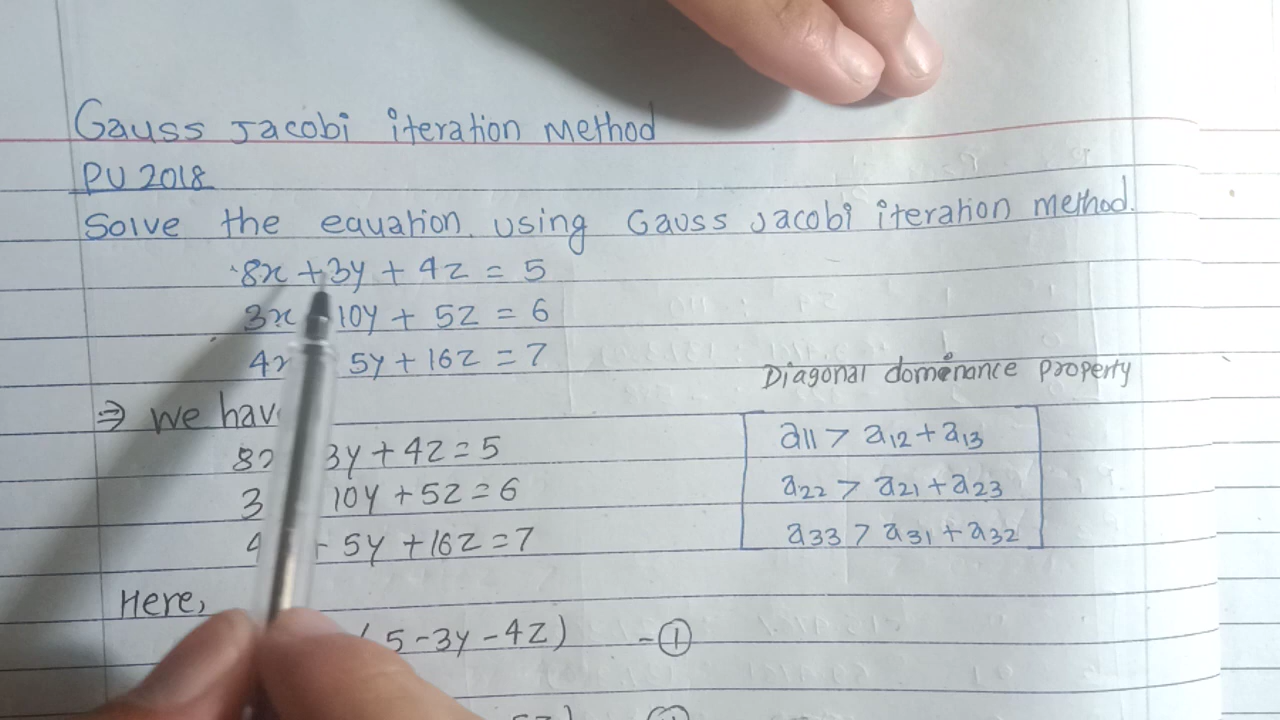 Gauss Jacobi iteration method
PU 2018
Solve the equation using Gauss Jacobi iteration method.
8x + 3y + 4z = 5
3x 10y + 5z = 6
5y + 16z = 7
Diagonal dominance property
⇒ We hav
a11 > a12 + a13
3y + 4z = 5
a22 > a21 + a23
3 10y + 5z = 6
a33 > a31 + a32
5y + 16z = 7
Here,
(5 - 3y - 4z) - ①